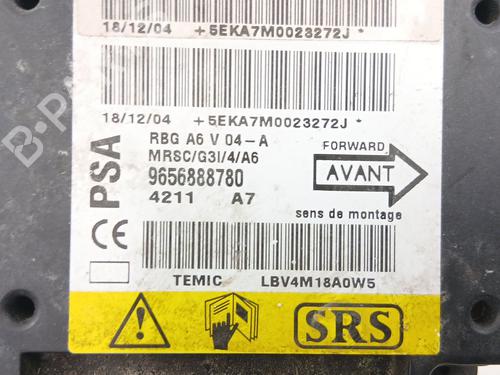 18/12/04 +5EKA7M0023272J *
18/12/04 +5EKA7M0023272J *
PSA
RBG A6 V 04-A
MRSC/G3I/4/A6
9656888780
4211 A7
FORWARD
AVANT
sens de montage
CE
TEMIC LBV4M18A0W5
SRS